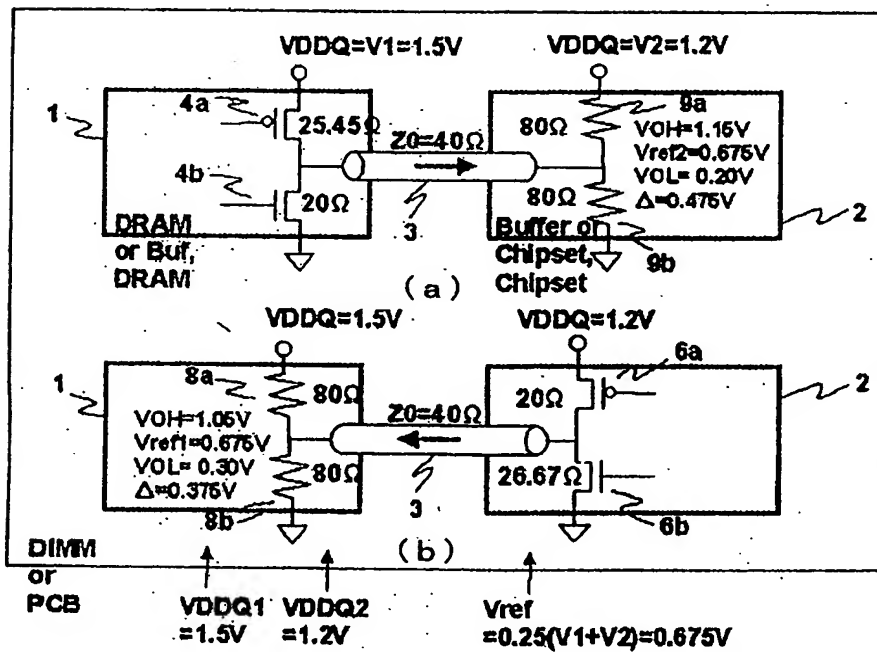 VDDQ=V1=1.5V
VDDQ=V2=1.2V
1
4a
25.45Ω
4b
20Ω
DRAM
or Buf,
DRAM
Z0=40Ω
3
80Ω
9a
VOH=1.15V
Vref2=0.675V
VOL= 0.20V
Δ=0.475V
80Ω
9b
Buffer or
Chipset,
Chipset
2
(a)
VDDQ=1.5V
VDDQ=1.2V
1
8a
80Ω
VOH=1.05V
Vref1=0.675V
VOL= 0.30V
Δ=0.375V
80Ω
8b
Z0=40Ω
3
20Ω
6a
26.67Ω
6b
2
(b)
DIMM
or
PCB
VDDQ1
=1.5V
VDDQ2
=1.2V
Vref
=0.25(V1+V2)=0.675V